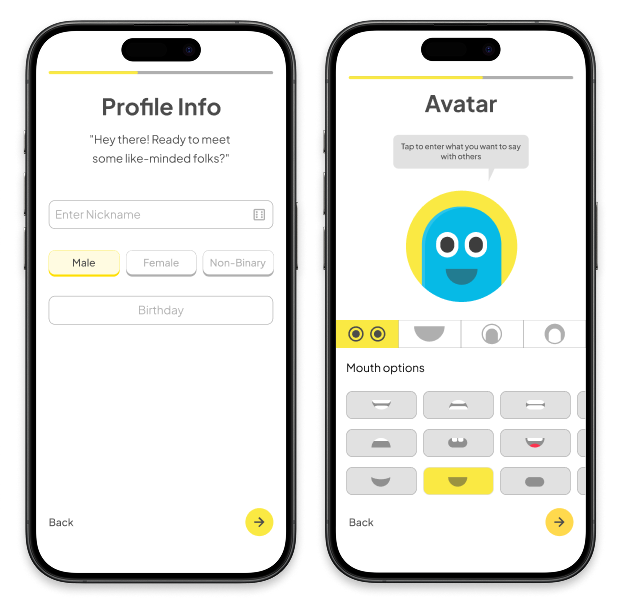 Profile Info
"Hey there! Ready to meet
some like-minded folks?"
Enter Nickname
Male
Female
Non-Binary
Birthday
Back
Avatar
Tap to enter what you want to say
with others
Mouth options
Back